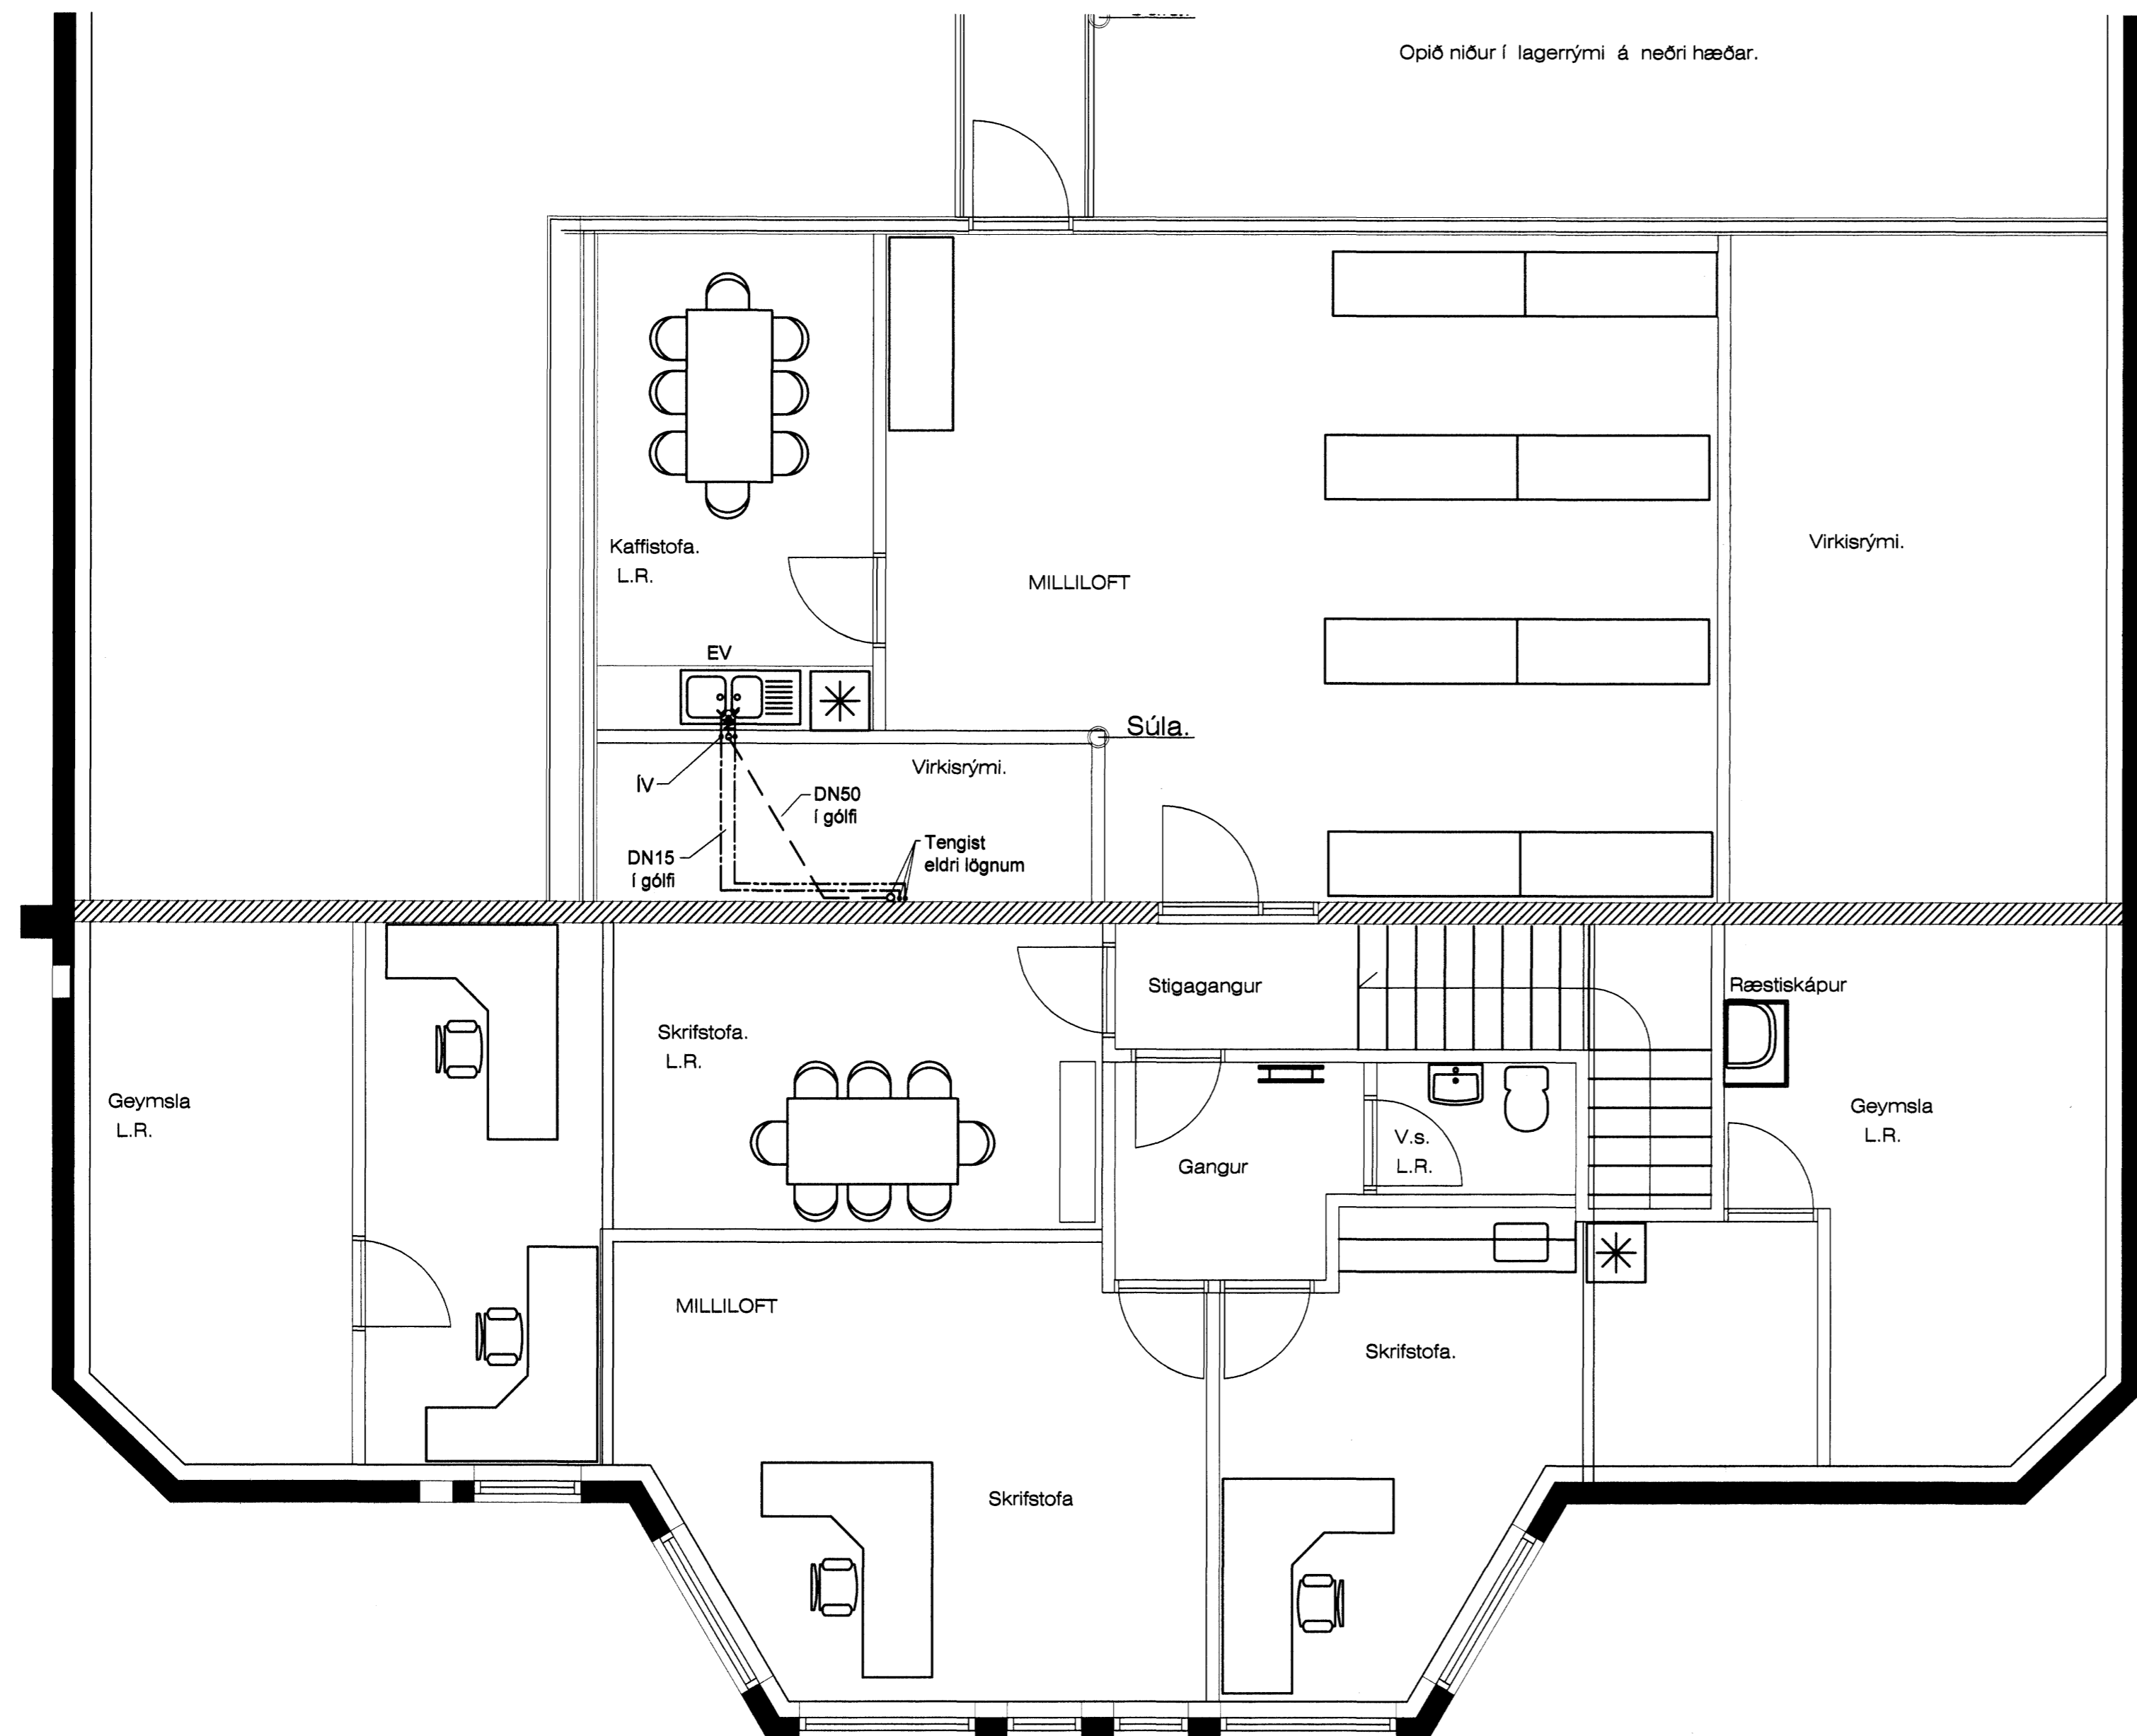 Opið niður í lagerrými á neðri hæðar.
Kaffistofa.
L.R.
MILLILOFT
Virkisrými.
EV
Súla.
ÍV
Virkisrými.
DN50
í gólfi
DN15
í gólfi
Tengist
eldri lögnum
Stigagangur
Ræstiskápur
Skrifstofa.
L.R.
Geymsla
L.R.
Gangur
V.s.
L.R.
Geymsla
L.R.
MILLILOFT
Skrifstofa.
Skrifstofa